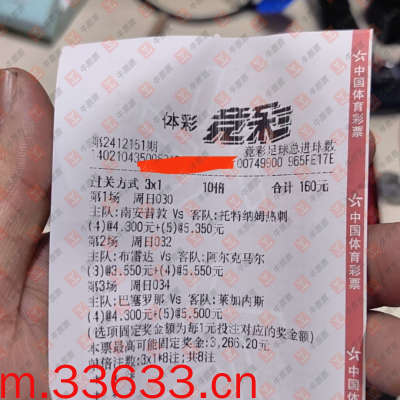 体彩 竞彩
第2412151期 竞彩足球总进球数
00749900 965FE17E
过关方式 3x1 10倍 合计 160元
第1场 周日030
主队:南安普敦 Vs 客队:托特纳姆热刺
(4)@4.300元+(5)@5.350元
第2场 周日032
主队:布雷达 Vs 客队:阿尔克马尔
(3)@3.550元+(4)@5.550元
第3场 周日034
主队:巴塞罗那 Vs 客队:莱加内斯
(4)@4.300元+(5)@5.500元
(选项固定奖金额为每1元投注对应的奖金额)
本票最高可能固定奖金:3,266.20元
单倍注数:3x1*8注;共8注
m.33633.cn
中国体育彩票
中国体育彩票
中国体育彩票